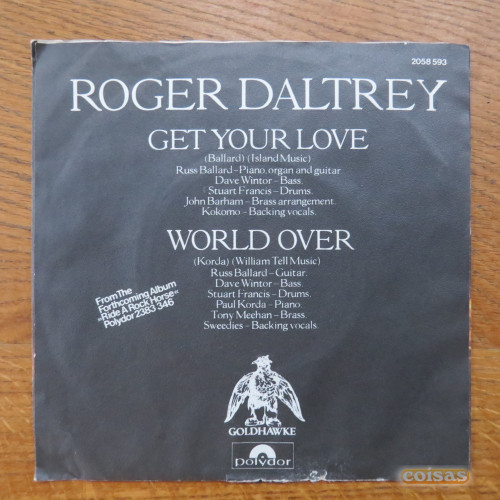 2058 593
ROGER DALTREY
GET YOUR LOVE
(Ballard) (Island Music)
Russ Ballard–Piano, organ and guitar
Dave Wintor – Bass.
Stuart Francis – Drums.
John Barham – Brass arrangement.
Kokomo – Backing vocals.
WORLD OVER
(Korda) (William Tell Music)
Russ Ballard – Guitar.
Dave Wintor – Bass.
Stuart Francis – Drums.
Paul Korda – Piano.
Tony Meehan – Brass.
Sweedies – Backing vocals.
From The
Forthcoming Album
»Ride A Rock Horse«
Polydor 2383 346
GOLDHAWKE
polydor
coisas